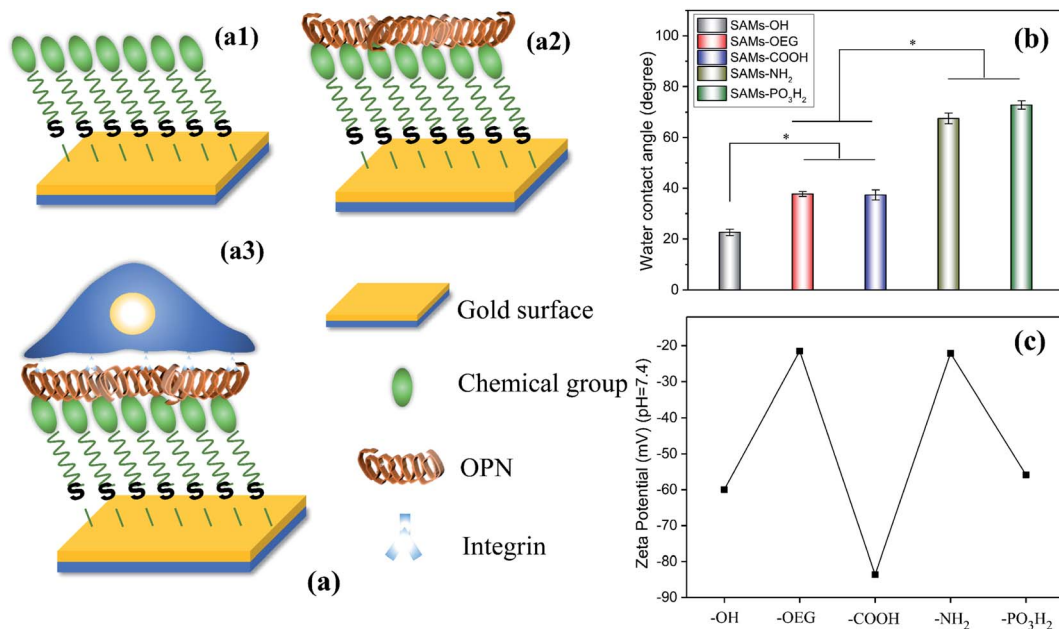 (a1)
S S S S S S S
(a2)
S S S S S S S
(a3)
S S S S S S S
(a)
Gold surface
Chemical group
OPN
Integrin
(b)
SAMs-OH
SAMs-OEG
SAMs-COOH
SAMs-NH₂
SAMs-PO₃H₂
*
*
Water contact angle (degree)
100
80
60
40
20
0
(c)
Zeta Potential (mV) (pH=7.4)
-20
-30
-40
-50
-60
-70
-80
-90
-OH -OEG -COOH -NH₂ -PO₃H₂